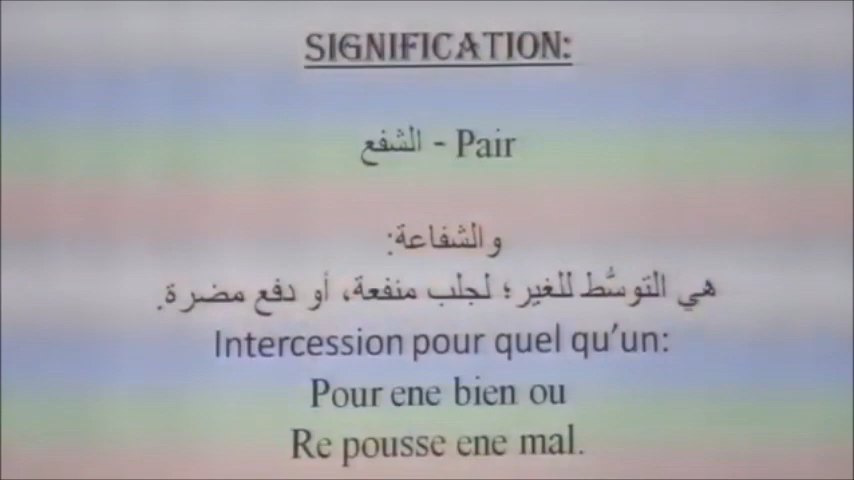 SIGNIFICATION:
الشفع - Pair
والشفاعة:
هي التوسُّط للغير؛ لجلب منفعة، أو دفع مضرة.
Intercession pour quel qu'un:
Pour ene bien ou
Re pousse ene mal.